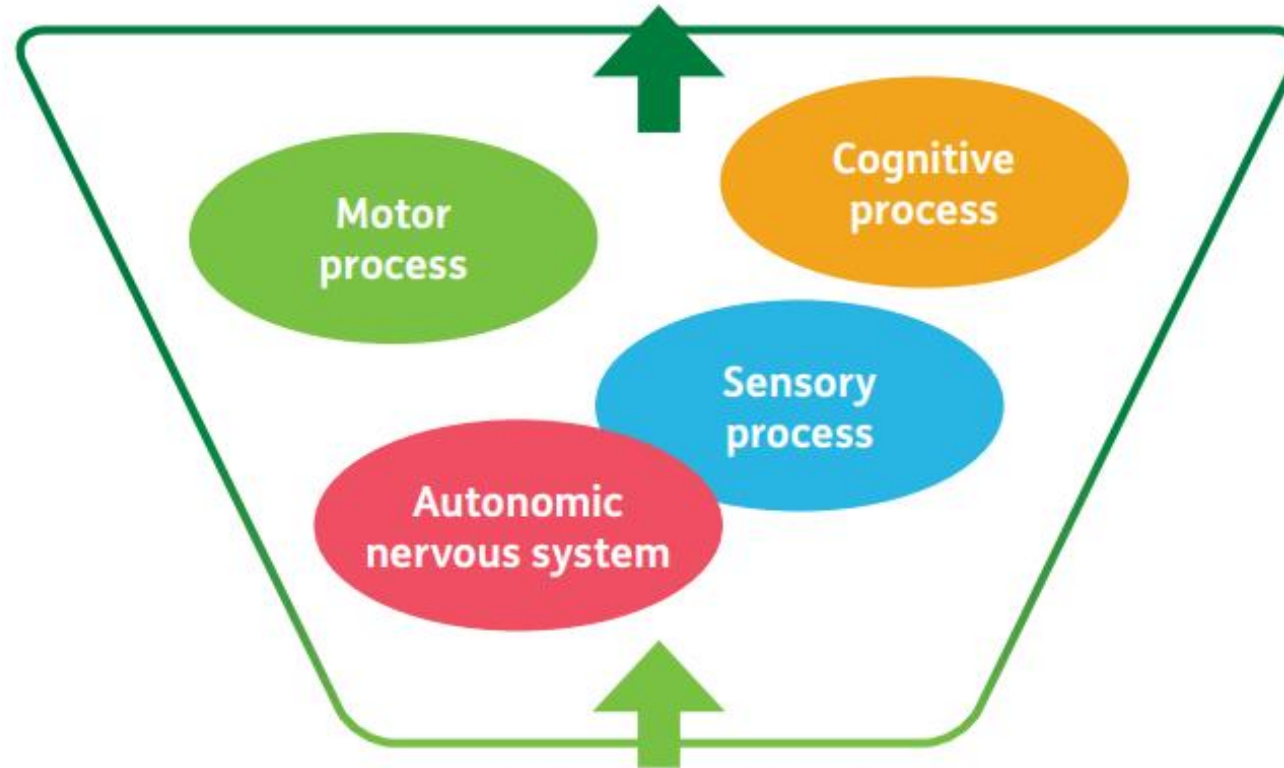 Motor
process
Cognitive
process
Sensory
process
Autonomic
nervous system